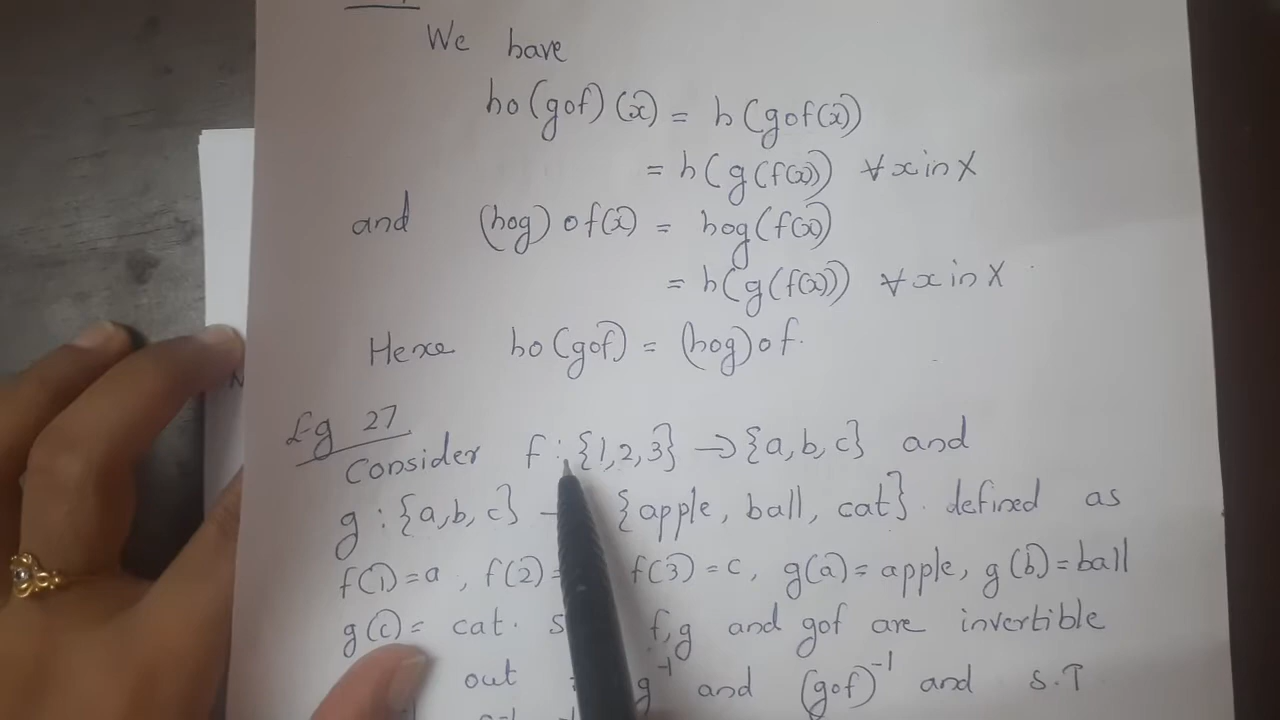 We have
ho(gof)(x) = h(gof(x))
= h(g(f(x))) ∀ x in X
and (hog)of(x) = hog(f(x))
= h(g(f(x))) ∀ x in X
Hence ho(gof) = (hog)of.
Eg 27
Consider f : {1,2,3} → {a,b,c} and
g : {a,b,c} → {apple, ball, cat} defined as
f(1)=a, f(2)= f(3)=c, g(a)=apple, g(b)=ball
g(c)= cat. f,g and gof are invertible
out g⁻¹ and (gof)⁻¹ and S.T